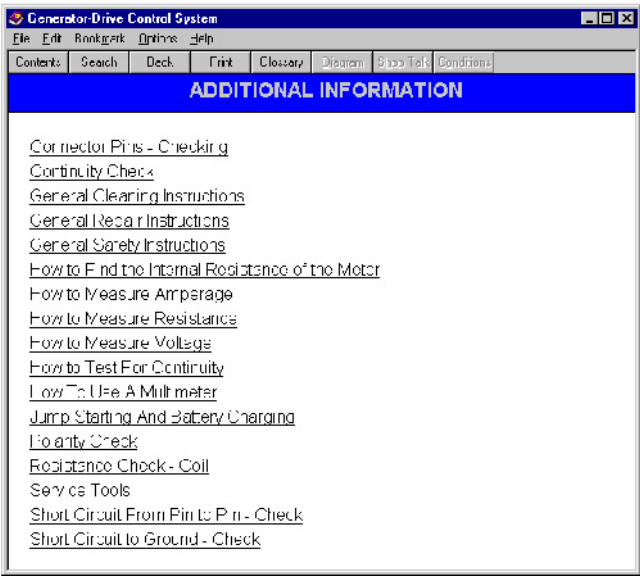 Generator-Drive Control System
File Edit Bookmark Options Help
Contents Search Back Print Glossary Diagram Shop Talk Conditions
ADDITIONAL INFORMATION
Connector Pins - Checking
Continuity Check
General Cleaning Instructions
General Repair Instructions
General Safety Instructions
How to Find the Internal Resistance of the Meter
How to Measure Amperage
How to Measure Resistance
How to Measure Voltage
How to Test For Continuity
How To Use A Multimeter
Jump Starting And Battery Charging
Polarity Check
Resistance Check - Coil
Service Tools
Short Circuit From Pin to Pin - Check
Short Circuit to Ground - Check